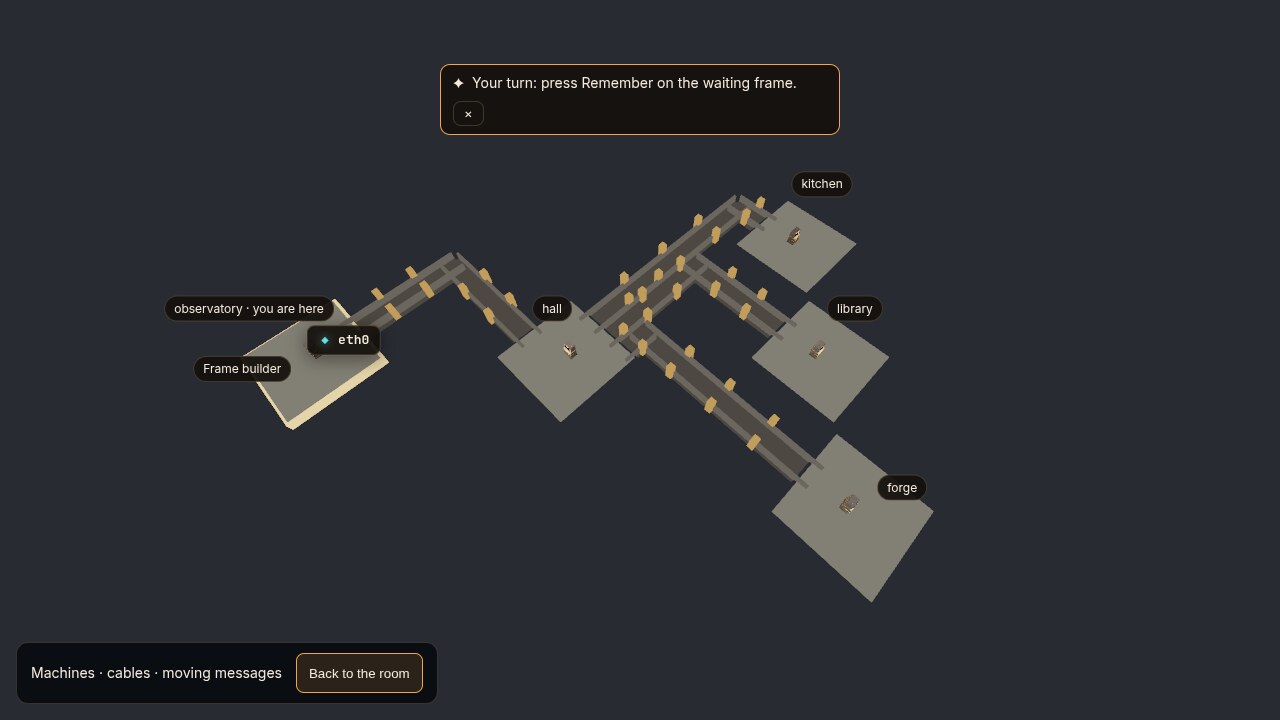 ✦ Your turn: press Remember on the waiting frame.
×
kitchen
observatory · you are here
hall
library
◆ eth0
Frame builder
forge
Machines · cables · moving messages
Back to the room